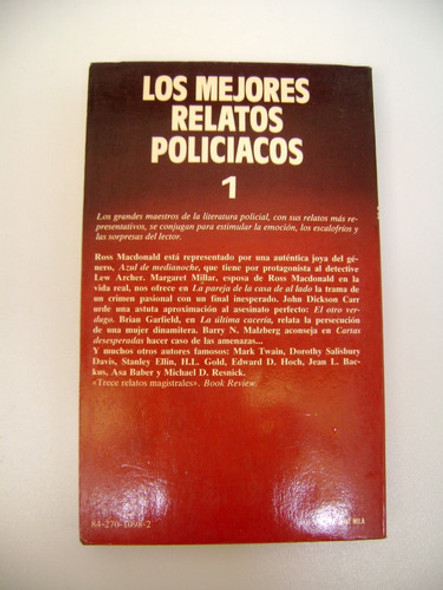 LOS MEJORES
RELATOS
POLICIACOS
1
Los grandes maestros de la literatura policial, con sus relatos más re-
presentativos, se conjugan para estimular la emoción, los escalofríos y
las sorpresas del lector.
Ross Macdonald está representado por una auténtica joya del gé-
nero, Azul de medianoche, que tiene por protagonista al detective
Lew Archer. Margaret Millar, esposa de Ross Macdonald en la
vida real, nos ofrece en La pareja de la casa de al lado la trama de
un crimen pasional con un final inesperado. John Dickson Carr
urde una astuta aproximación al asesinato perfecto: El otro ver-
dugo. Brian Garfield, en La última cacería, relata la persecución
de una mujer dinamitera. Barry N. Malzberg aconseja en Cartas
desesperadas hacer caso de las amenazas...
Y muchos otros autores famosos: Mark Twain, Dorothy Salisbury
Davis, Stanley Ellin, H.L. Gold, Edward D. Hoch, Jean L. Bac-
kus, Asa Baber y Michael D. Resnick.
«Trece relatos magistrales». Book Review.
84-270-1098-2
MILA